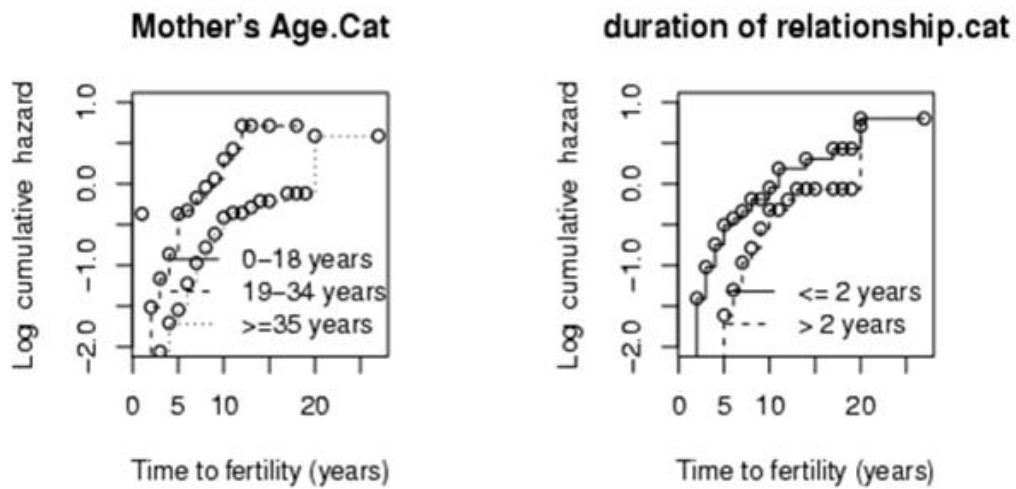 Mother's Age.Cat
Log cumulative hazard
1.0
0.0
-1.0
-2.0
0-18 years
19-34 years
>=35 years
0 5 10 20
Time to fertility (years)
duration of relationship.cat
Log cumulative hazard
1.0
0.0
-1.0
-2.0
<= 2 years
> 2 years
0 5 10 20
Time to fertility (years)